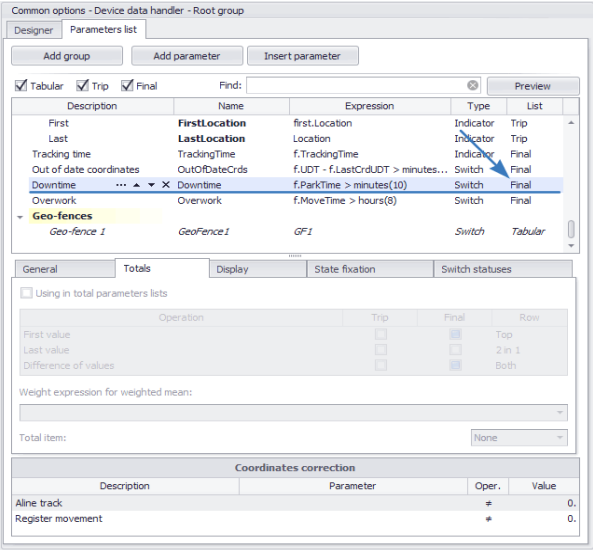 Common options - Device data handler - Root group
Designer Parameters list
Add group Add parameter Insert parameter
Tabular Trip Final Find: Preview
Description Name Expression Type List
First FirstLocation first.Location Indicator Trip
Last LastLocation Location Indicator Trip
Tracking time TrackingTime f.TrackingTime Indicator Final
Out of date coordinates OutOfDateCrds f.UDT - f.LastCrdUDT > minutes... Switch Final
Downtime ... Downtime f.ParkTime > minutes(10) Switch Final
Overwork Overwork f.MoveTime > hours(8) Switch Final
Geo-fences
Geo-fence 1 GeoFence1 GF1 Switch Tabular
General Totals Display State fixation Switch statuses
Using in total parameters lists
Operation Trip Final Row
First value Top
Last value 2 in 1
Difference of values Both
Weight expression for weighted mean:
Total item: None
Coordinates correction
Description Parameter Oper. Value
Aline track ≠ 0.
Register movement ≠ 0.